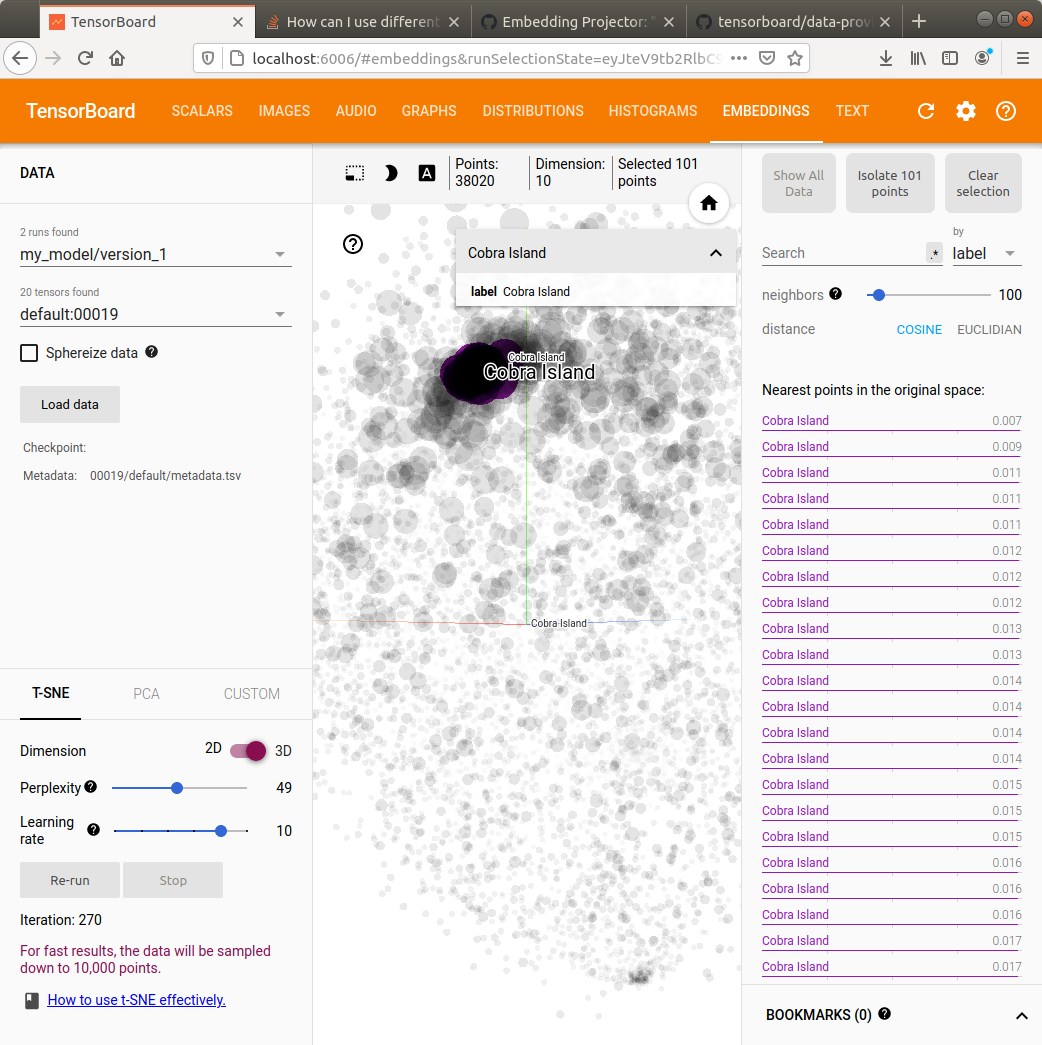 TensorBoard
How can I use different
Embedding Projector: "
tensorboard/data-prov
localhost:6006/#embeddings&runSelectionState=eyJteV9tb2RlbC9
TensorBoard
SCALARS
IMAGES
AUDIO
GRAPHS
DISTRIBUTIONS
HISTOGRAMS
EMBEDDINGS
TEXT
DATA
2 runs found
my_model/version_1
20 tensors found
default:00019
Sphereize data
Load data
Checkpoint:
Metadata: 00019/default/metadata.tsv
T-SNE
PCA
CUSTOM
Dimension
2D
3D
Perplexity
49
Learning
rate
10
Re-run
Stop
Iteration: 270
For fast results, the data will be sampled
down to 10,000 points.
How to use t-SNE effectively.
A
Points:
38020
Dimension:
10
Selected 101
points
Cobra Island
label Cobra Island
Cobra Island
Cobra Island
Cobra Island
Show All
Data
Isolate 101
points
Clear
selection
Search
.*
by
label
neighbors
100
distance
COSINE
EUCLIDIAN
Nearest points in the original space:
Cobra Island 0.007
Cobra Island 0.009
Cobra Island 0.011
Cobra Island 0.011
Cobra Island 0.011
Cobra Island 0.012
Cobra Island 0.012
Cobra Island 0.012
Cobra Island 0.013
Cobra Island 0.013
Cobra Island 0.014
Cobra Island 0.014
Cobra Island 0.014
Cobra Island 0.014
Cobra Island 0.015
Cobra Island 0.015
Cobra Island 0.015
Cobra Island 0.016
Cobra Island 0.016
Cobra Island 0.016
Cobra Island 0.017
Cobra Island 0.017
BOOKMARKS (0)